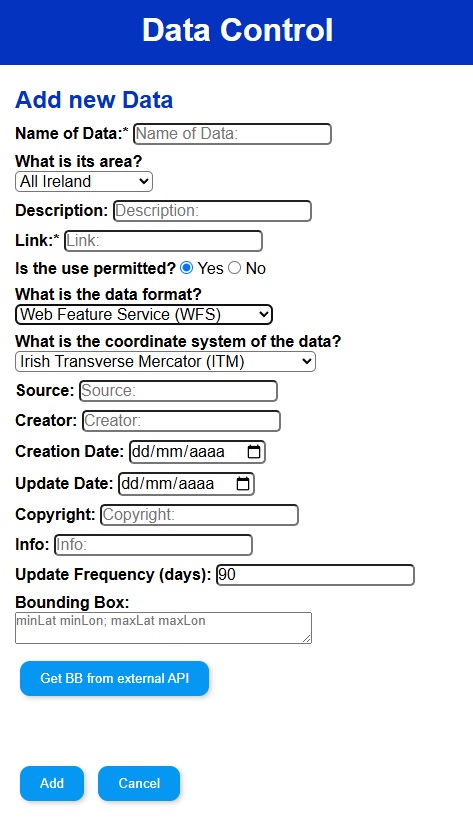 Data Control
Add new Data
Name of Data:* Name of Data:
What is its area?
All Ireland
Description: Description:
Link:* Link:
Is the use permitted? Yes No
What is the data format?
Web Feature Service (WFS)
What is the coordinate system of the data?
Irish Transverse Mercator (ITM)
Source: Source:
Creator: Creator:
Creation Date: dd/mm/aaaa
Update Date: dd/mm/aaaa
Copyright: Copyright:
Info: Info:
Update Frequency (days): 90
Bounding Box:
minLat minLon; maxLat maxLon
Get BB from external API
Add Cancel